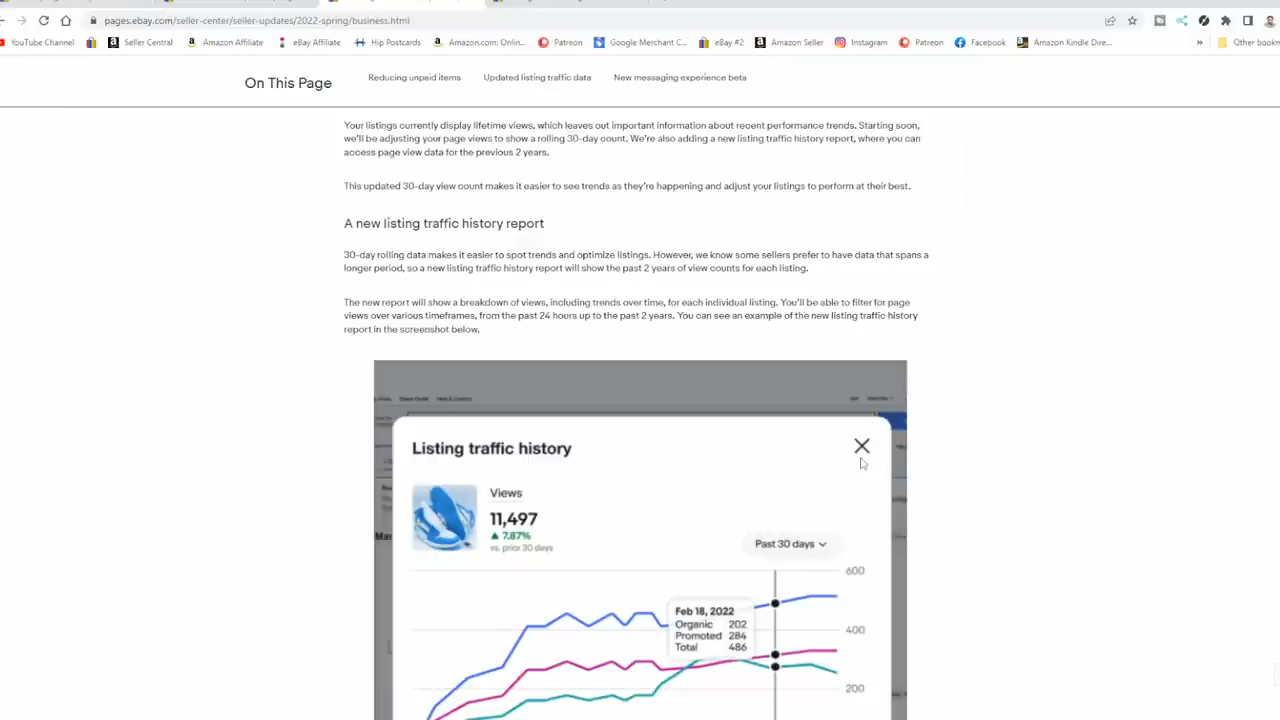 pages.ebay.com/seller-center/seller-updates/2022-spring/business.html
YouTube Channel Seller Central Amazon Affiliate eBay Affiliate Hip Postcards Amazon.com: Onlin... Patreon Google Merchant C... eBay #2 Amazon Seller Instagram Patreon Facebook Amazon Kindle Dire... » Other bookm
On This Page Reducing unpaid items Updated listing traffic data New messaging experience beta
Your listings currently display lifetime views, which leaves out important information about recent performance trends. Starting soon,
we'll be adjusting your page views to show a rolling 30-day count. We're also adding a new listing traffic history report, where you can
access page view data for the previous 2 years.
This updated 30-day view count makes it easier to see trends as they're happening and adjust your listings to perform at their best.
A new listing traffic history report
30-day rolling data makes it easier to spot trends and optimize listings. However, we know some sellers prefer to have data that spans a
longer period, so a new listing traffic history report will show the past 2 years of view counts for each listing.
The new report will show a breakdown of views, including trends over time, for each individual listing. You'll be able to filter for page
views over various timeframes, from the past 24 hours up to the past 2 years. You can see an example of the new listing traffic history
report in the screenshot below.
Listing traffic history
Views
11,497
7.87%
vs. prior 30 days
Past 30 days
600
Feb 18, 2022
Organic 202
Promoted 284
Total 486
400
200